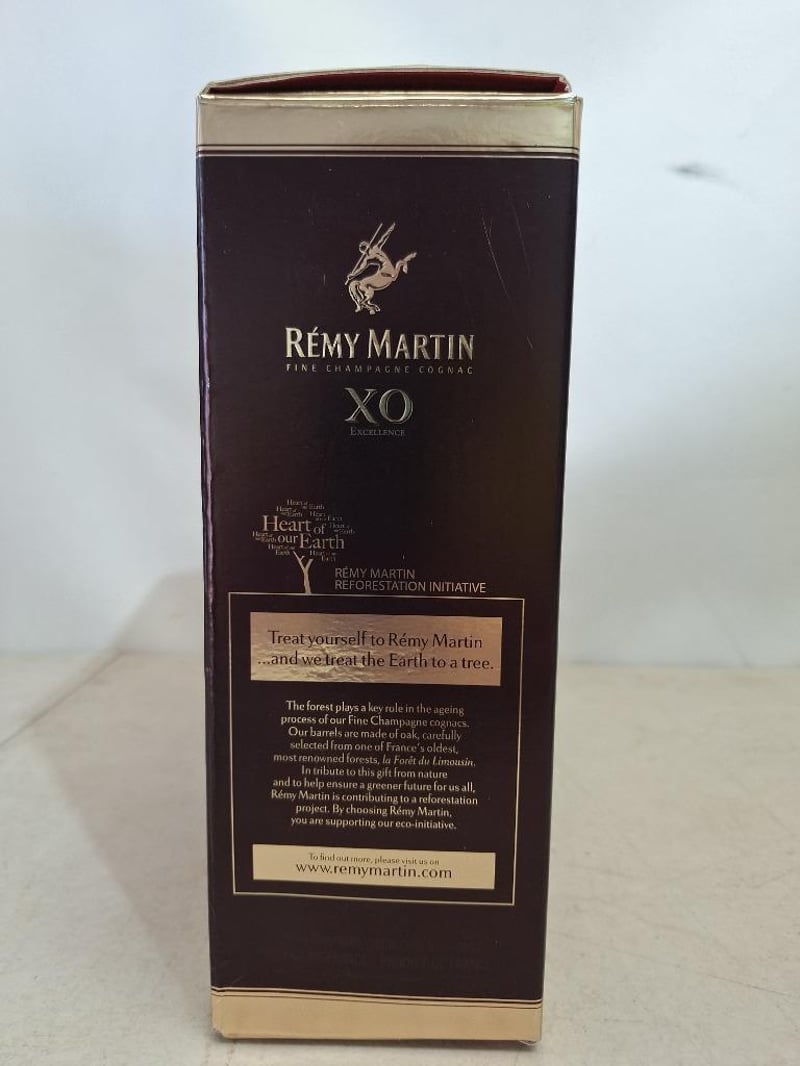 RÉMY MARTIN
FINE CHAMPAGNE COGNAC
XO
EXCELLENCE
Heart of
our Earth
RÉMY MARTIN
REFORESTATION INITIATIVE
Treat yourself to Rémy Martin
...and we treat the Earth to a tree.
The forest plays a key rule in the ageing
process of our Fine Champagne cognacs.
Our barrels are made of oak, carefully
selected from one of France's oldest,
most renowned forests, la Forêt du Limousin.
In tribute to this gift from nature
and to help ensure a greener future for us all,
Rémy Martin is contributing to a reforestation
project. By choosing Rémy Martin,
you are supporting our eco-initiative.
To find out more, please visit us on
www.remymartin.com